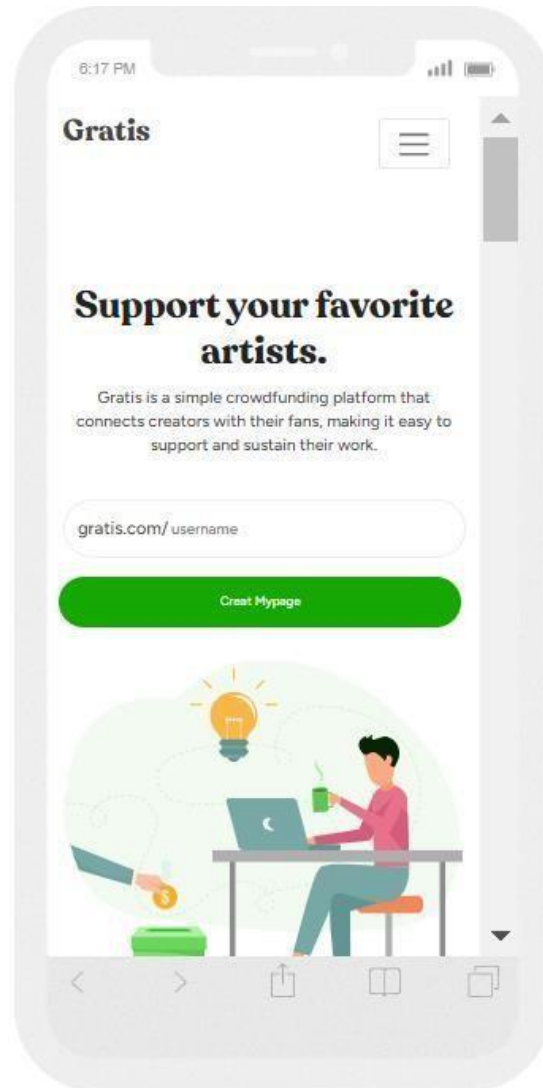 6:17 PM
Gratis
Support your favorite
artists.
Gratis is a simple crowdfunding platform that
connects creators with their fans, making it easy to
support and sustain their work.
gratis.com/ username
Creat Mypage
$